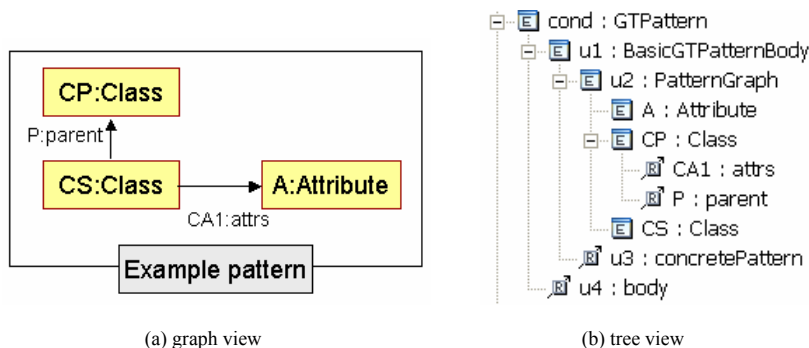 CP:Class
P:parent
CS:Class
A:Attribute
CA1:attrs
Example pattern
(a) graph view
cond : GTPattern
u1 : BasicGTPatternBody
u2 : PatternGraph
A : Attribute
CP : Class
CA1 : attrs
P : parent
CS : Class
u3 : concretePattern
u4 : body
(b) tree view